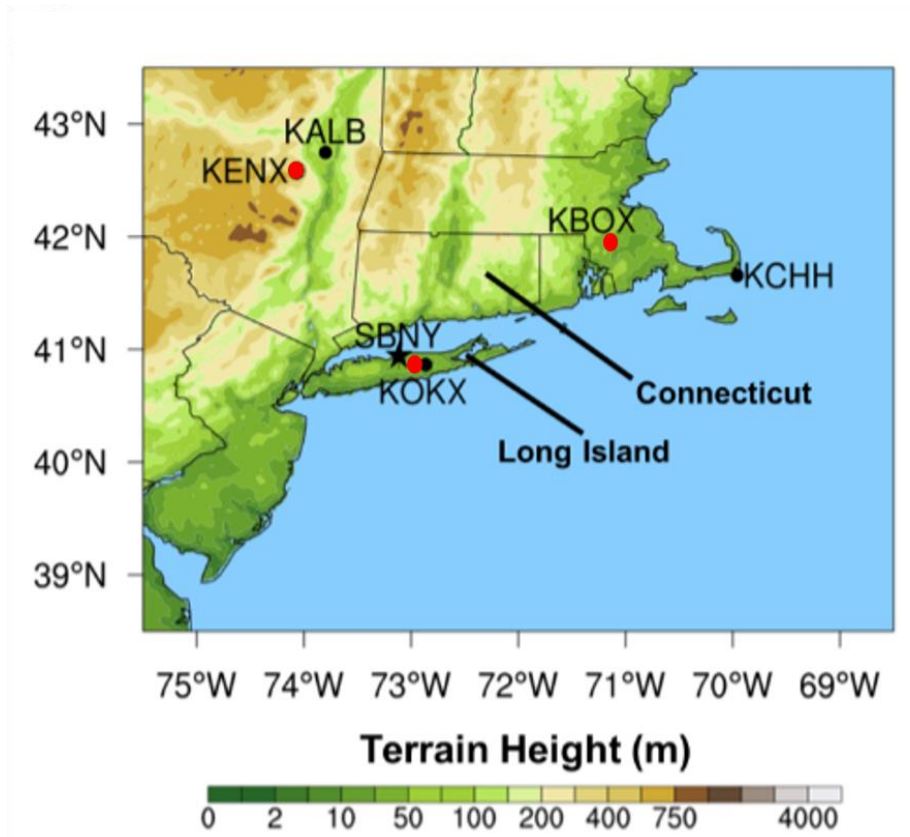 43°N
KALB
KENX
42°N
KBOX
KCHH
41°N
SBNY
KOKX
Connecticut
Long Island
40°N
39°N
75°W 74°W 73°W 72°W 71°W 70°W 69°W
Terrain Height (m)
0 2 10 50 100 200 400 750 4000